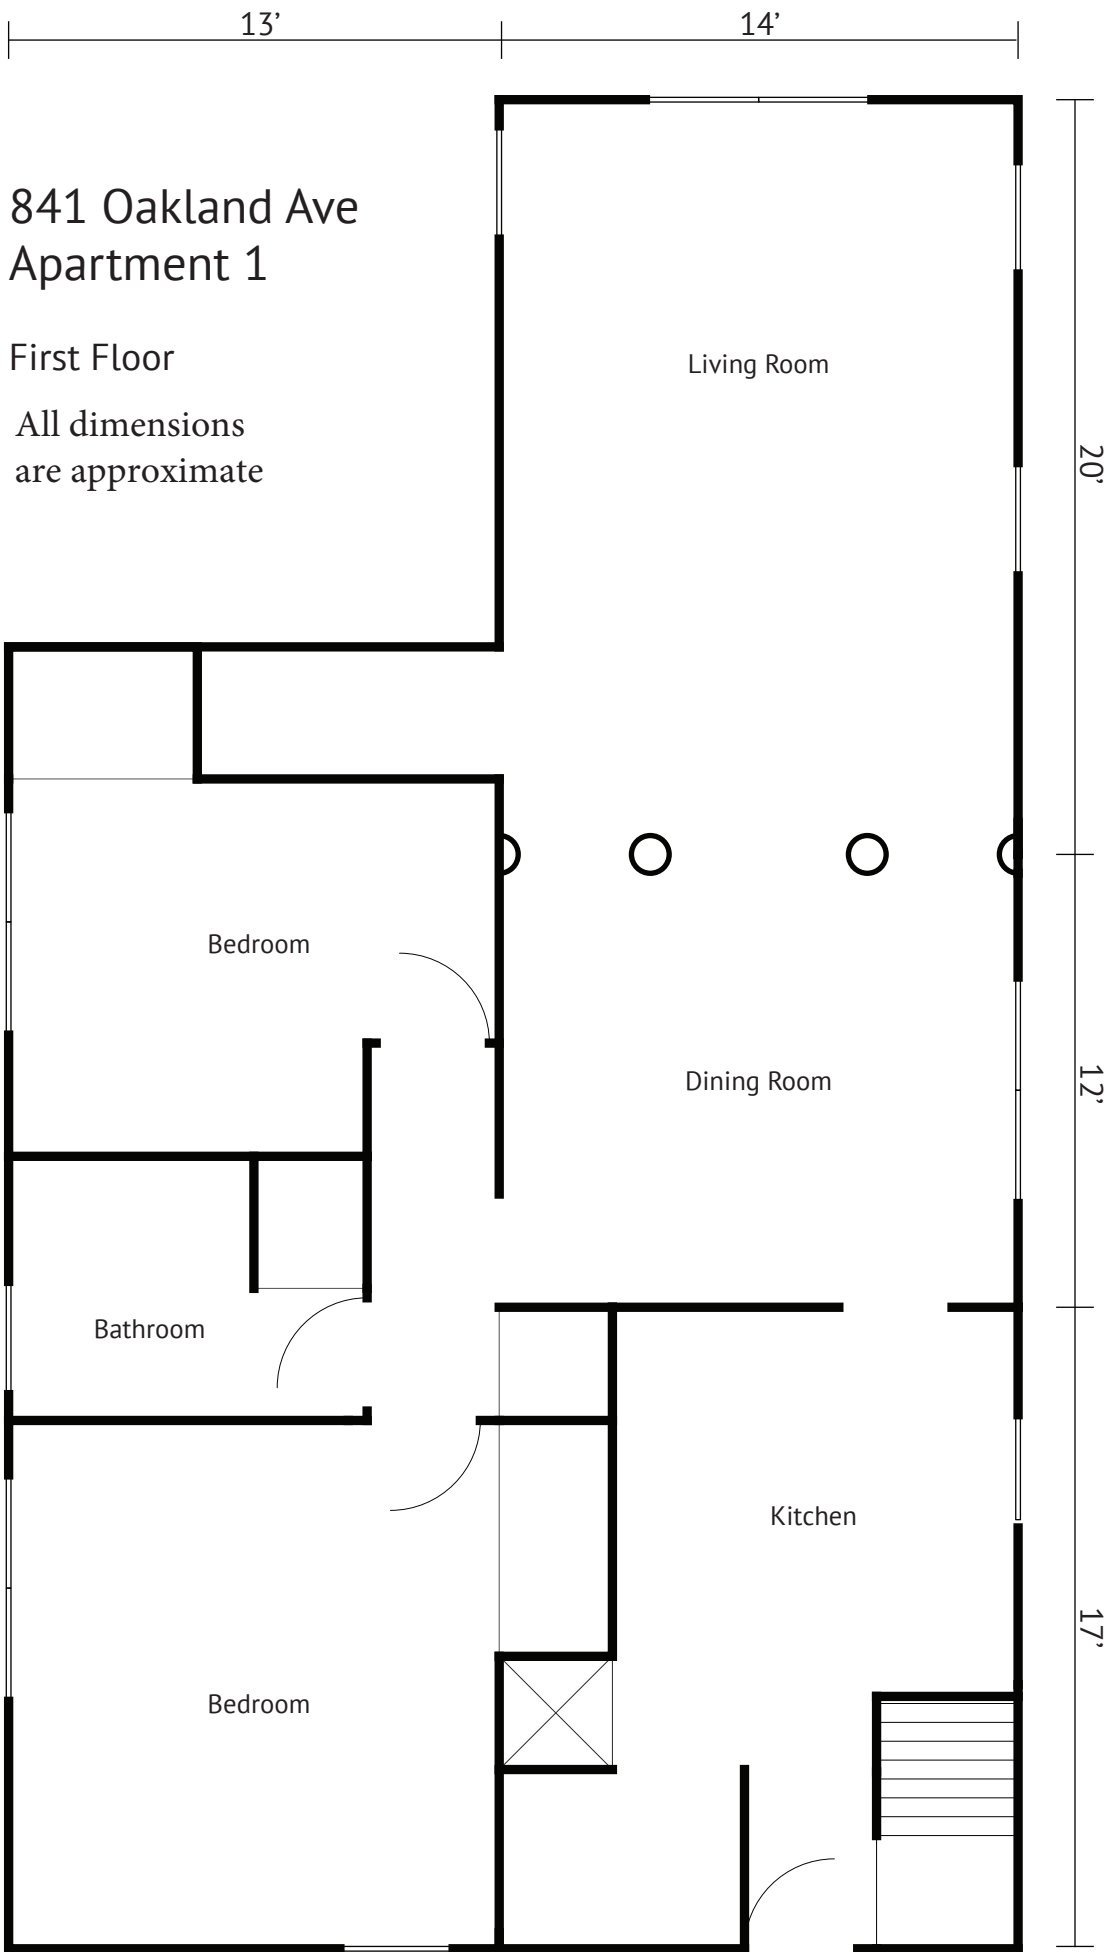 13’
14’
841 Oakland Ave
Apartment 1
First Floor
All dimensions
are approximate
Living Room
20’
Bedroom
Dining Room
12’
Bathroom
Kitchen
17’
Bedroom